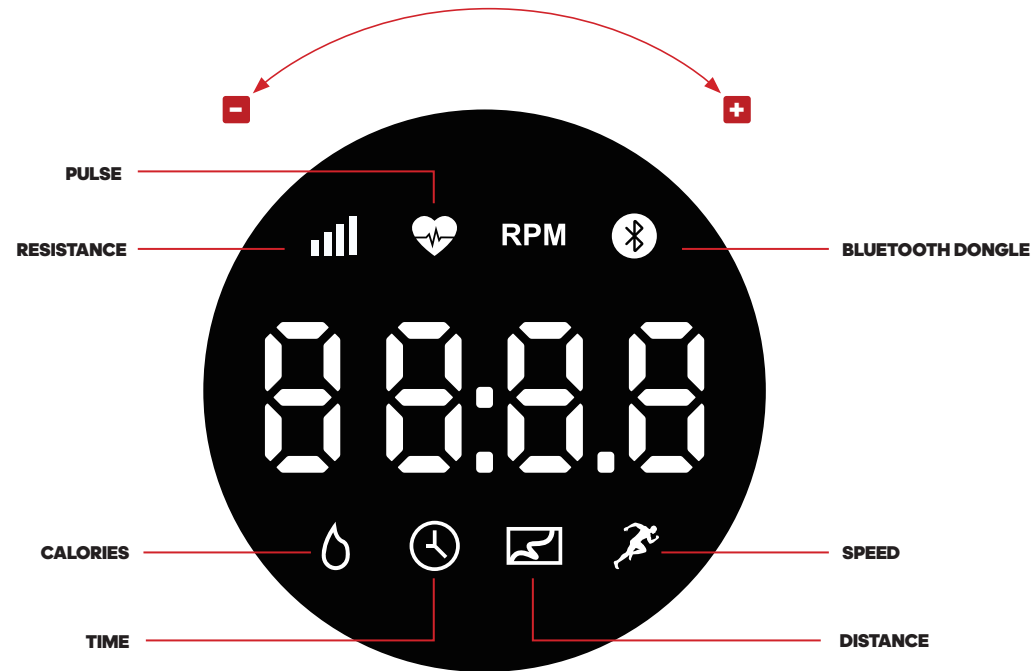 - +
PULSE
RESISTANCE
RPM
BLUETOOTH DONGLE
88:8.8
CALORIES
SPEED
TIME
DISTANCE